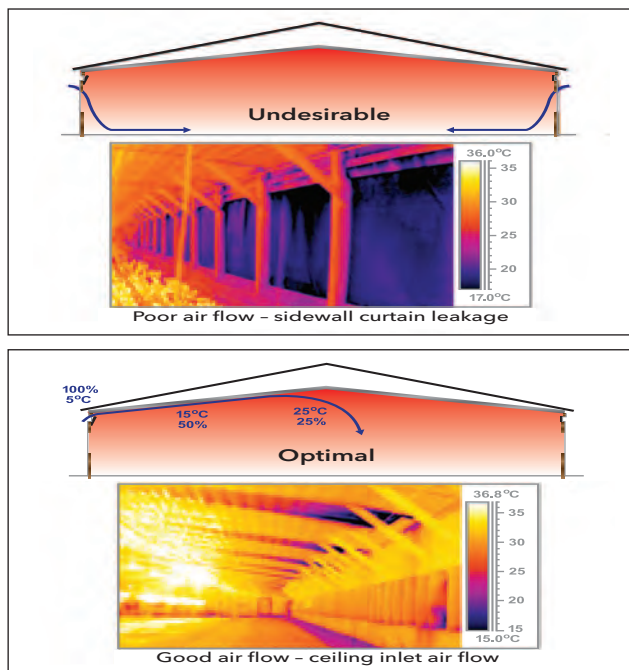 Undesirable
36.0°C
35
30
25
20
17.0°C
Poor air flow – sidewall curtain leakage
100%
5°C
15°C
50%
25°C
25%
Optimal
36.8°C
35
30
25
20
15
15.0°C
Good air flow – ceiling inlet air flow